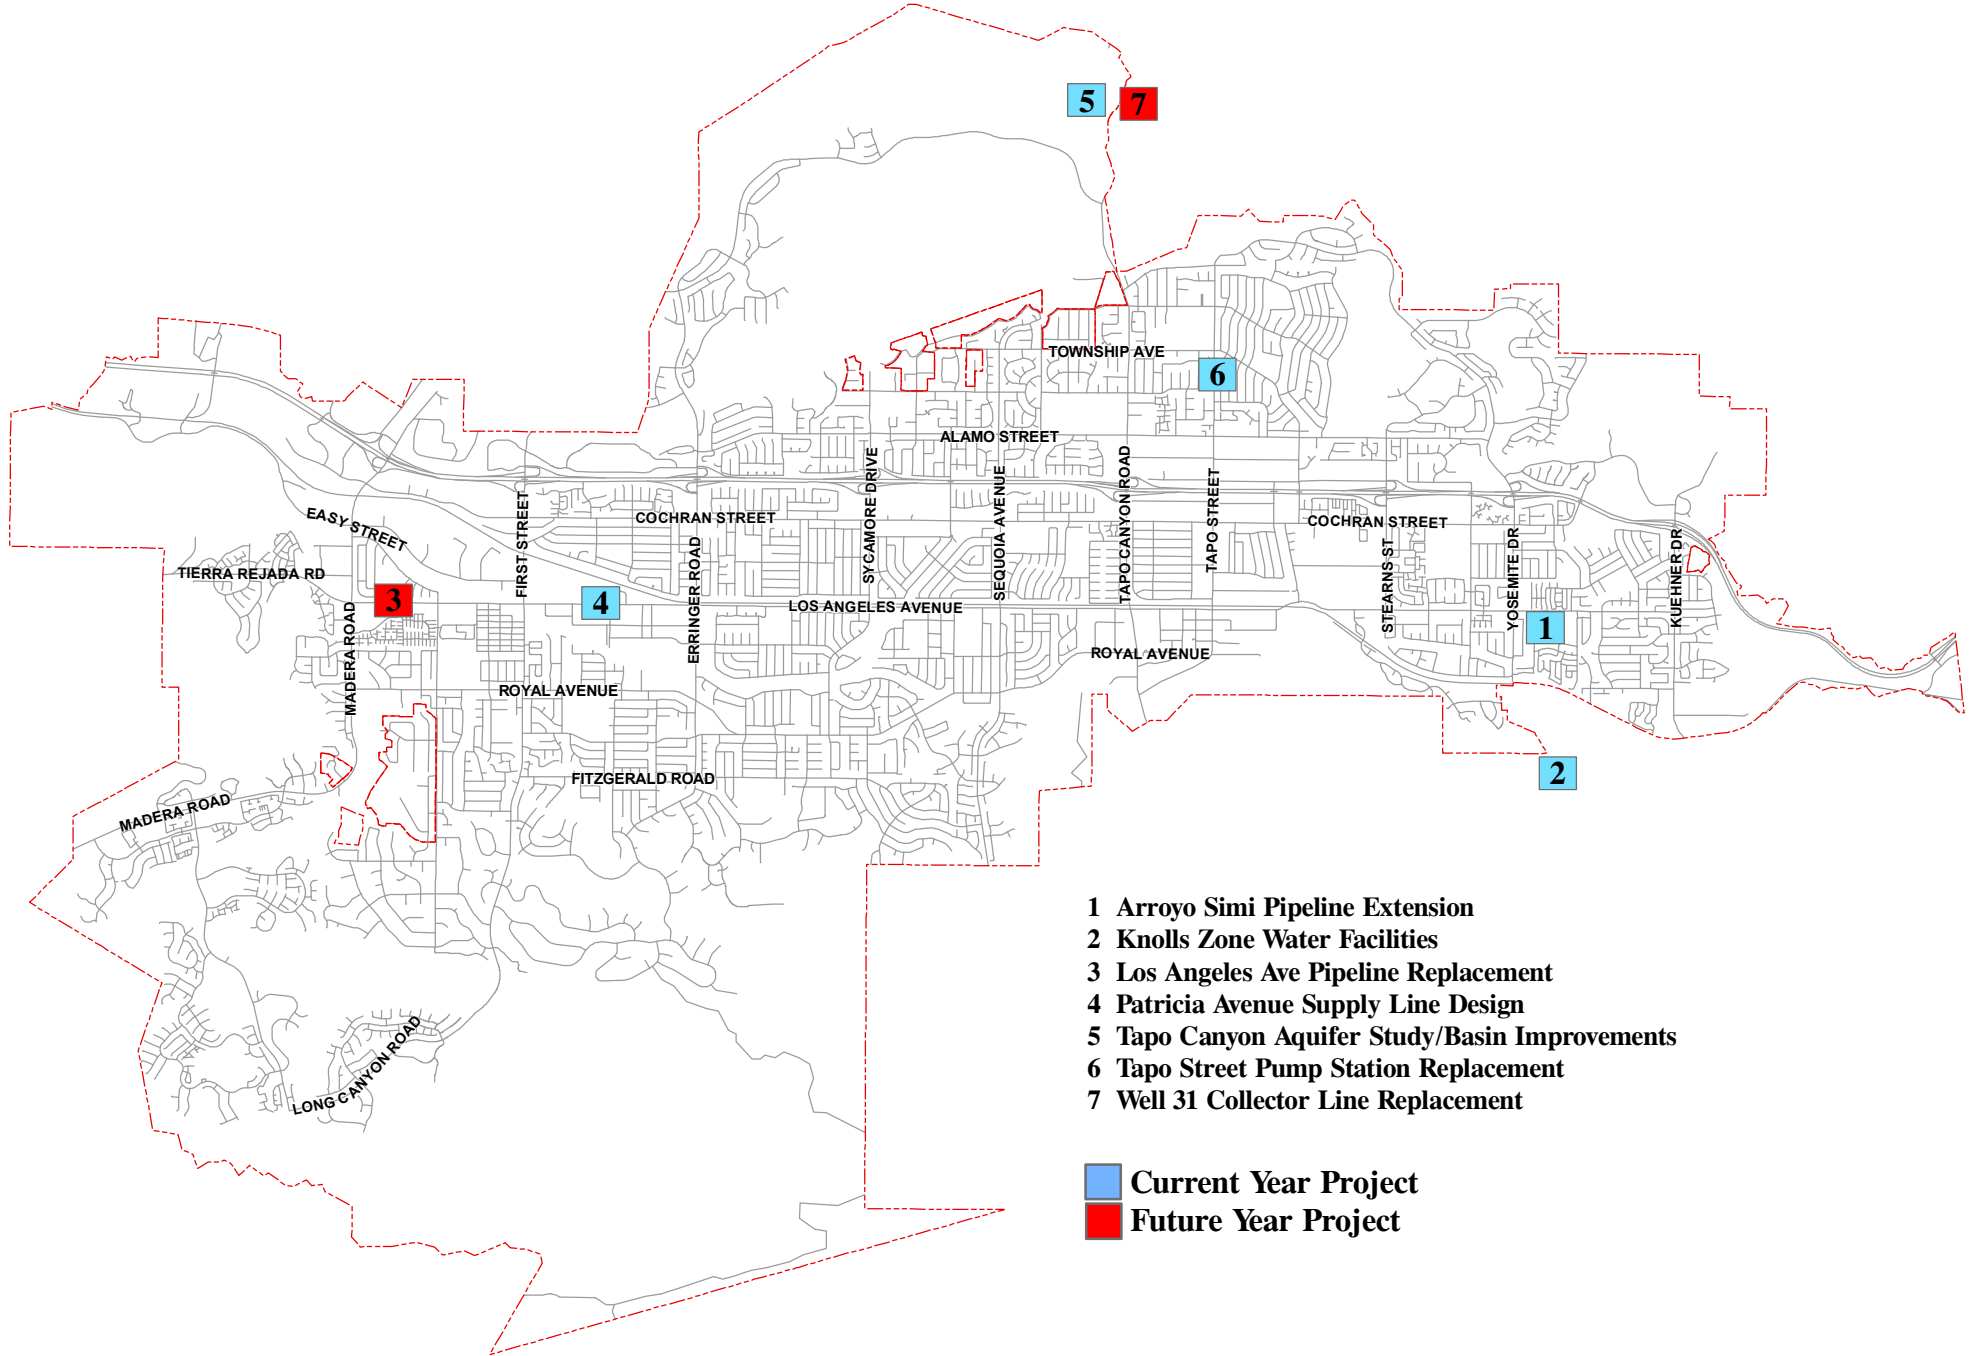 5
7
TOWNSHIP AVE
6
ALAMO STREET
SYCAMORE DRIVE
SEQUOIA AVENUE
TAPO CANYON ROAD
TAPO STREET
FIRST STREET
EASY STREET
COCHRAN STREET
COCHRAN STREET
ERRINGER ROAD
STEARNS ST
YOSEMITE DR
KUEHNER DR
TIERRA REJADA RD
3
4
LOS ANGELES AVENUE
1
MADERA ROAD
ROYAL AVENUE
ROYAL AVENUE
2
FITZGERALD ROAD
MADERA ROAD
LONG CANYON ROAD
1 Arroyo Simi Pipeline Extension
2 Knolls Zone Water Facilities
3 Los Angeles Ave Pipeline Replacement
4 Patricia Avenue Supply Line Design
5 Tapo Canyon Aquifer Study/Basin Improvements
6 Tapo Street Pump Station Replacement
7 Well 31 Collector Line Replacement
Current Year Project
Future Year Project